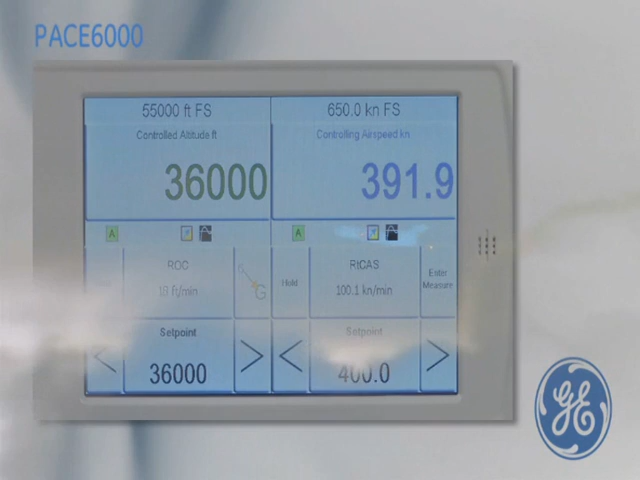 PACE6000
55000 ft FS
650.0 kn FS
Controlled Altitude ft
Controlling Airspeed kn
36000
391.9
A
A
ROC
RtCAS
18 ft/min
G
Hold
100.1 kn/min
Enter
Measure
Setpoint
Setpoint
36000
400.0
GE